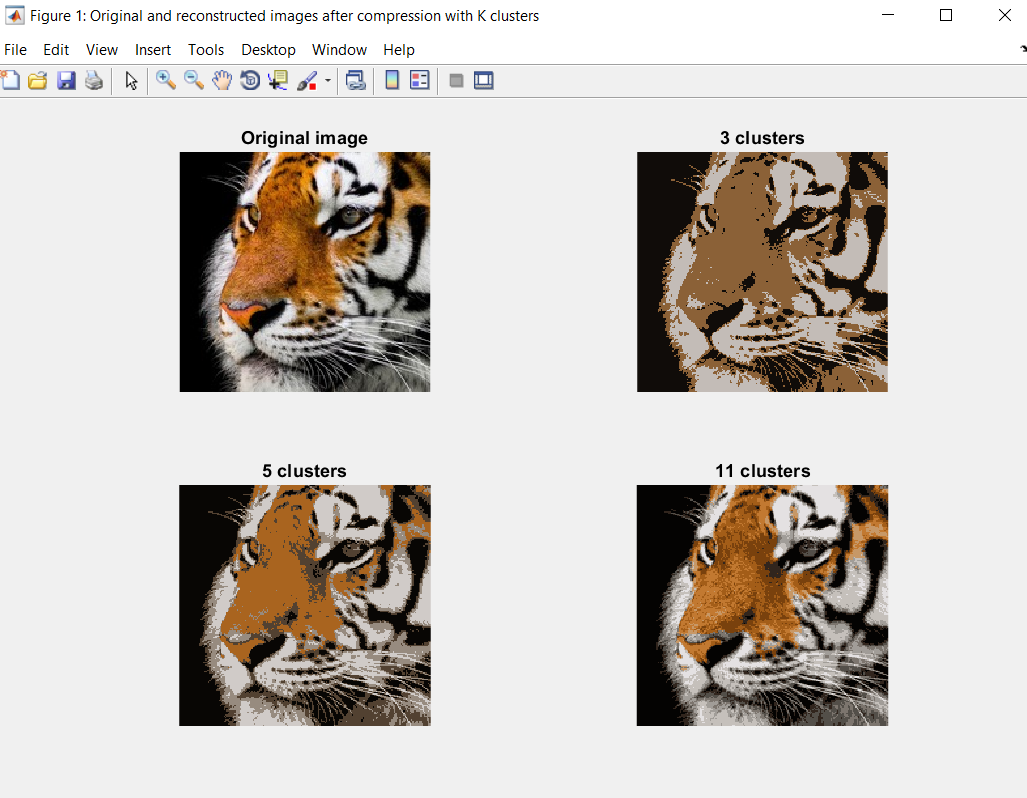 Figure 1: Original and reconstructed images after compression with K clusters
File Edit View Insert Tools Desktop Window Help
Original image
3 clusters
5 clusters
11 clusters